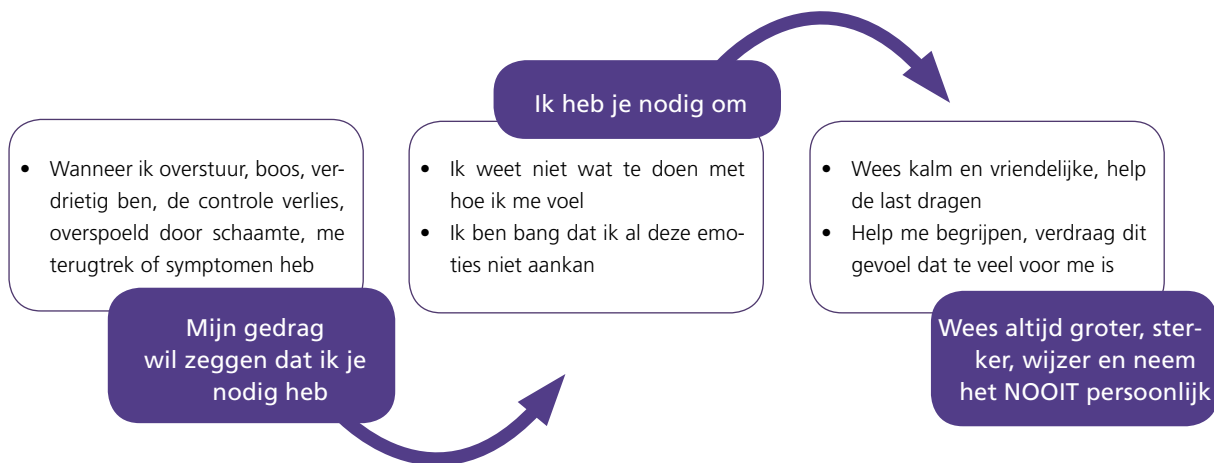 • Wanneer ik overstuur, boos, ver-
drietig ben, de controle verlies,
overspoeld door schaamte, me
terugtrek of symptomen heb
Mijn gedrag
wil zeggen dat ik je
nodig heb
Ik heb je nodig om
• Ik weet niet wat te doen met
hoe ik me voel
• Ik ben bang dat ik al deze emo-
ties niet aankan
• Wees kalm en vriendelijke, help
de last dragen
• Help me begrijpen, verdraag dit
gevoel dat te veel voor me is
Wees altijd groter, ster-
ker, wijzer en neem
het NOOIT persoonlijk